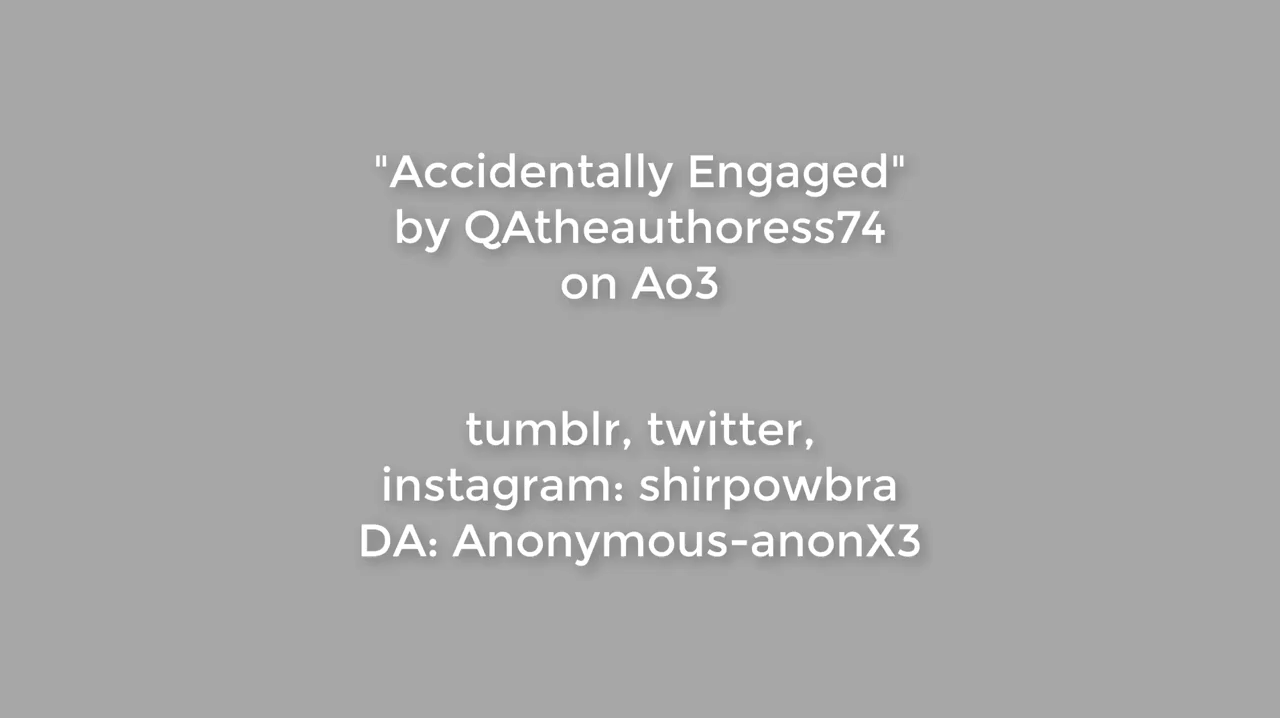 "Accidentally Engaged"
by QAtheauthoress74
on Ao3
tumblr, twitter,
instagram: shirpowbra
DA: Anonymous-anonX3